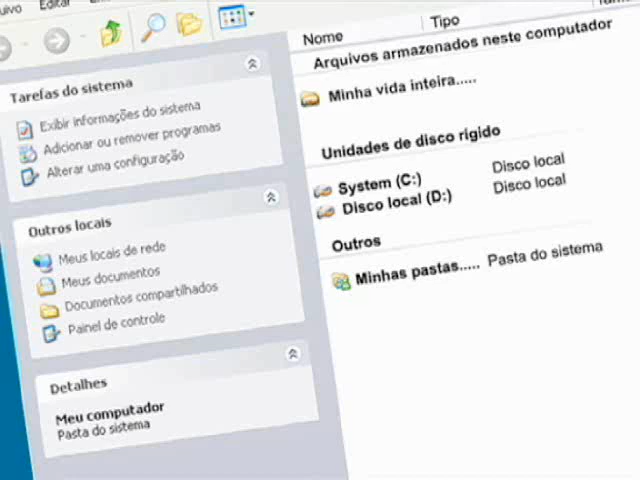 Editar
Nome Tipo
Arquivos armazenados neste computador
Minha vida inteira.....
Unidades de disco rígido
System (C:) Disco local
Disco local (D:) Disco local
Outros
Minhas pastas..... Pasta do sistema
Tarefas do sistema
Exibir informações do sistema
Adicionar ou remover programas
Alterar uma configuração
Outros locais
Meus locais de rede
Meus documentos
Documentos compartilhados
Painel de controle
Detalhes
Meu computador
Pasta do sistema